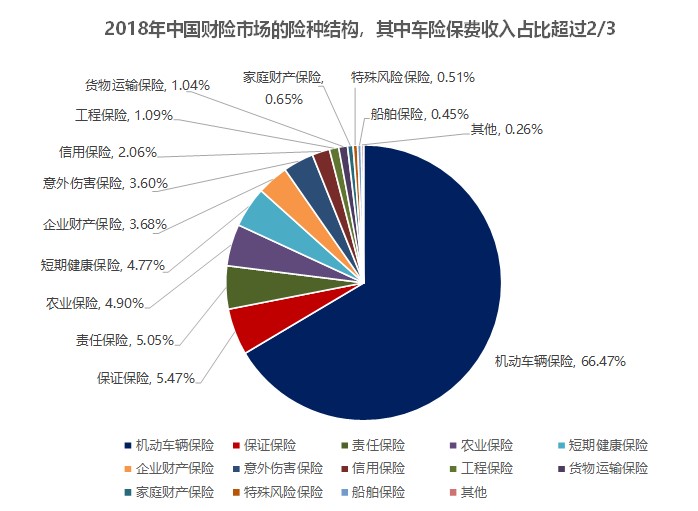 2018年中国财险市场的险种结构，其中车险保费收入占比超过2/3
货物运输保险, 1.04%
家庭财产保险,
0.65%
特殊风险保险, 0.51%
工程保险, 1.09%
船舶保险, 0.45%
其他, 0.26%
信用保险, 2.06%
意外伤害保险, 3.60%
企业财产保险, 3.68%
短期健康保险, 4.77%
农业保险, 4.90%
责任保险, 5.05%
保证保险, 5.47%
机动车辆保险, 66.47%
机动车辆保险 保证保险 责任保险 农业保险 短期健康保险
企业财产保险 意外伤害保险 信用保险 工程保险 货物运输保险
家庭财产保险 特殊风险保险 船舶保险 其他